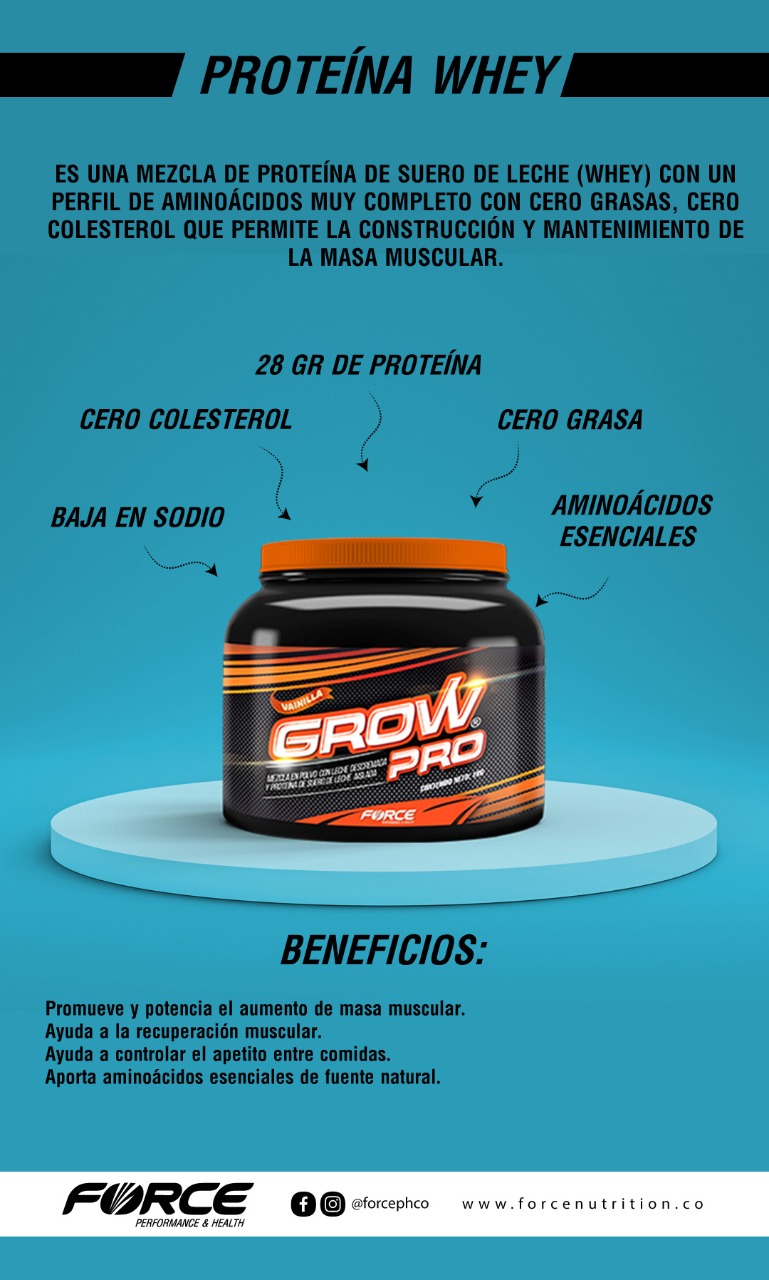 PROTEÍNA WHEY
ES UNA MEZCLA DE PROTEÍNA DE SUERO DE LECHE (WHEY) CON UN
PERFIL DE AMINOÁCIDOS MUY COMPLETO CON CERO GRASAS, CERO
COLESTEROL QUE PERMITE LA CONSTRUCCIÓN Y MANTENIMIENTO DE
LA MASA MUSCULAR.
28 GR DE PROTEÍNA
CERO COLESTEROL
CERO GRASA
BAJA EN SODIO
AMINOÁCIDOS
ESENCIALES
VAINILLA
GROW®
PRO
MEZCLA EN POLVO CON LECHE DESCREMADA
Y PROTEINA DE SUERO DE LECHE AISLADA
CONTENIDO NETO:
FORCE
BENEFICIOS:
Promueve y potencia el aumento de masa muscular.
Ayuda a la recuperación muscular.
Ayuda a controlar el apetito entre comidas.
Aporta aminoácidos esenciales de fuente natural.
FORCE
PERFORMANCE & HEALTH
@forcephco
www.forcenutrition.co